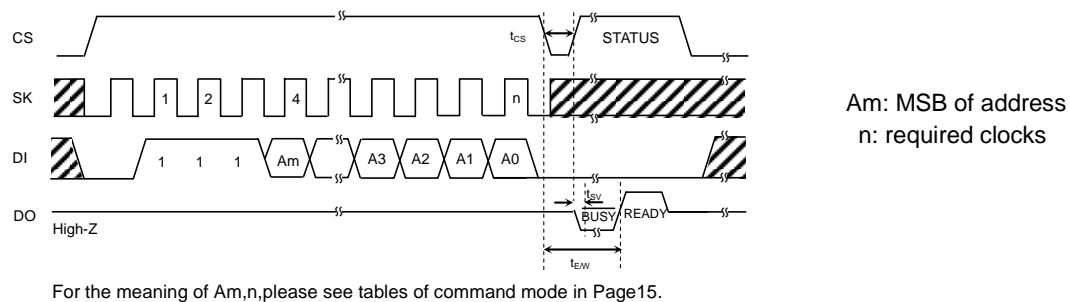 CS tCS STATUS
SK 1 2 4 n
DI 1 1 1 Am A3 A2 A1 A0
tSV
DO BUSY READY
High-Z
tE/W
Am: MSB of address
n: required clocks
For the meaning of Am,n,please see tables of command mode in Page15.